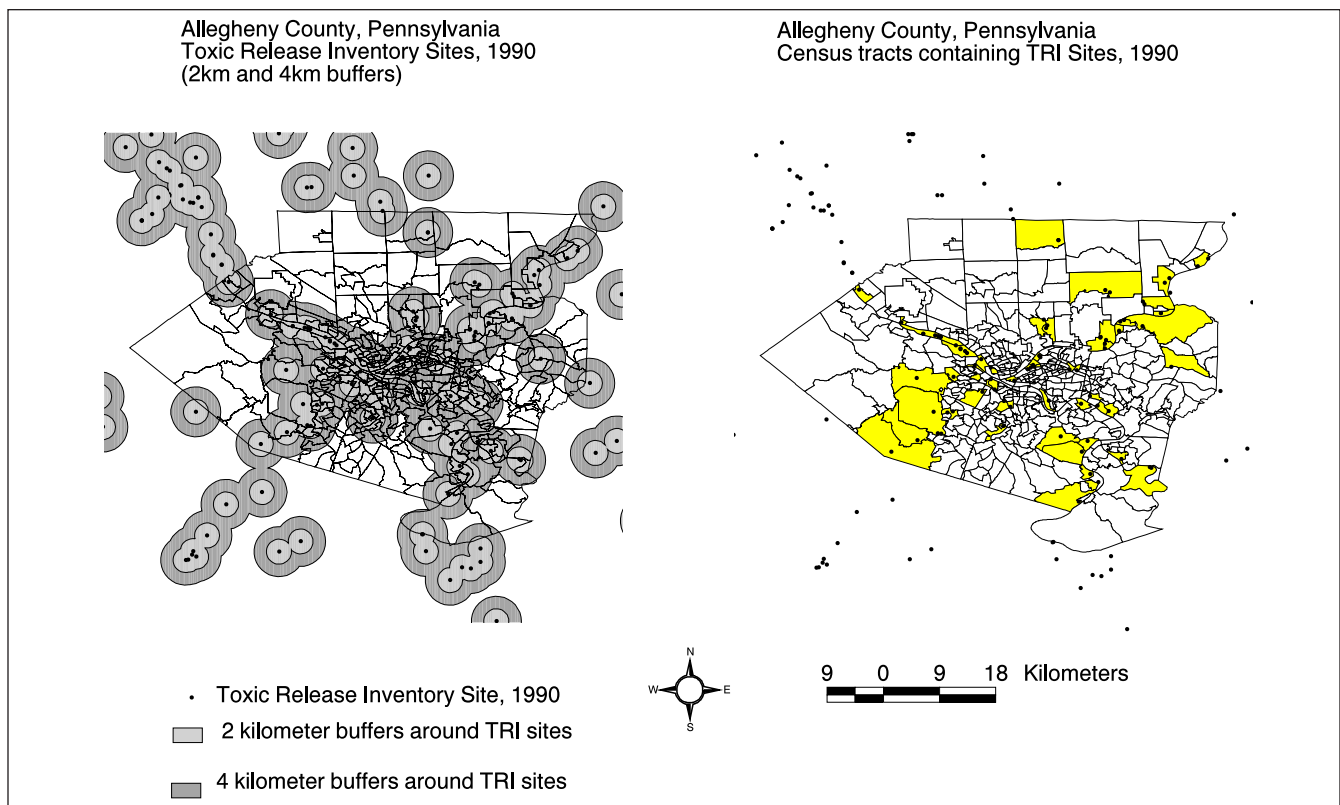 Allegheny County, Pennsylvania
Toxic Release Inventory Sites, 1990
(2km and 4km buffers)
Allegheny County, Pennsylvania
Census tracts containing TRI Sites, 1990
Toxic Release Inventory Site, 1990
2 kilometer buffers around TRI sites
4 kilometer buffers around TRI sites
N
W E
S
9 0 9 18 Kilometers